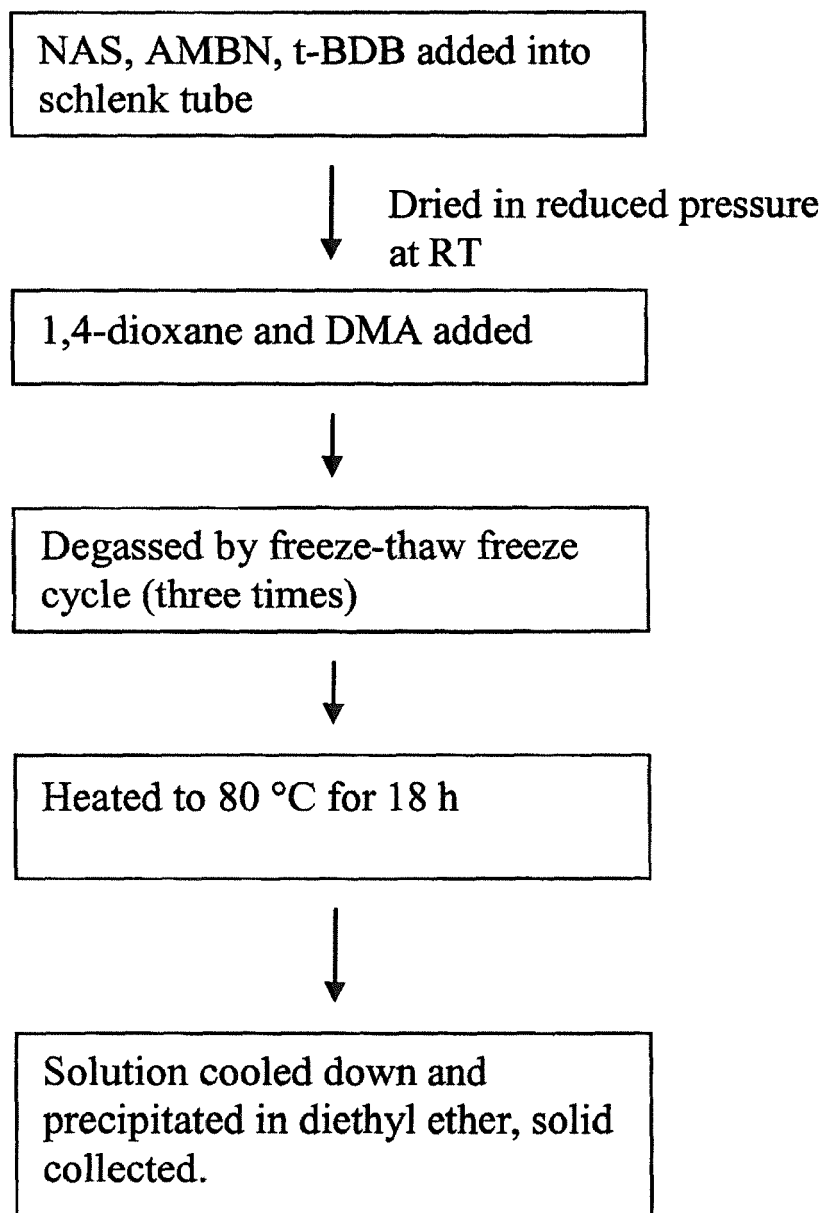 NAS, AMBN, t-BDB added into
schlenk tube
Dried in reduced pressure
at RT
1,4-dioxane and DMA added
Degassed by freeze-thaw freeze
cycle (three times)
Heated to 80 °C for 18 h
Solution cooled down and
precipitated in diethyl ether, solid
collected.